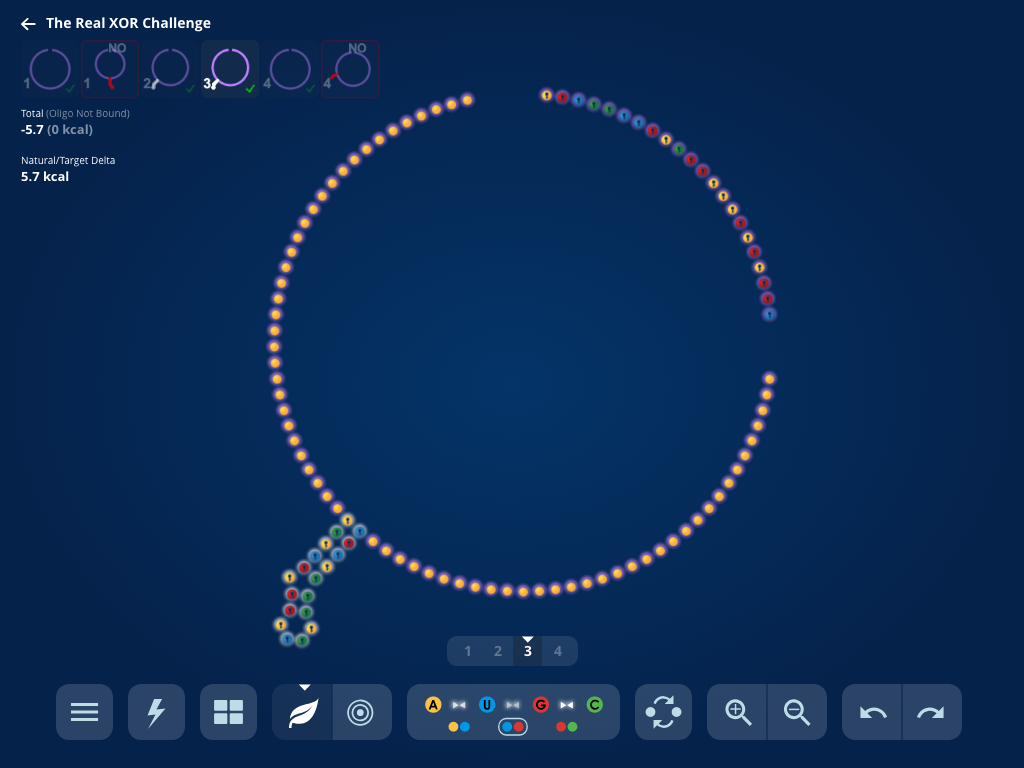 The Real XOR Challenge
1
NO
1
2
3
4
NO
4
Total (Oligo Not Bound)
-5.7 (0 kcal)
Natural/Target Delta
5.7 kcal
1 2 3 4
A U G C